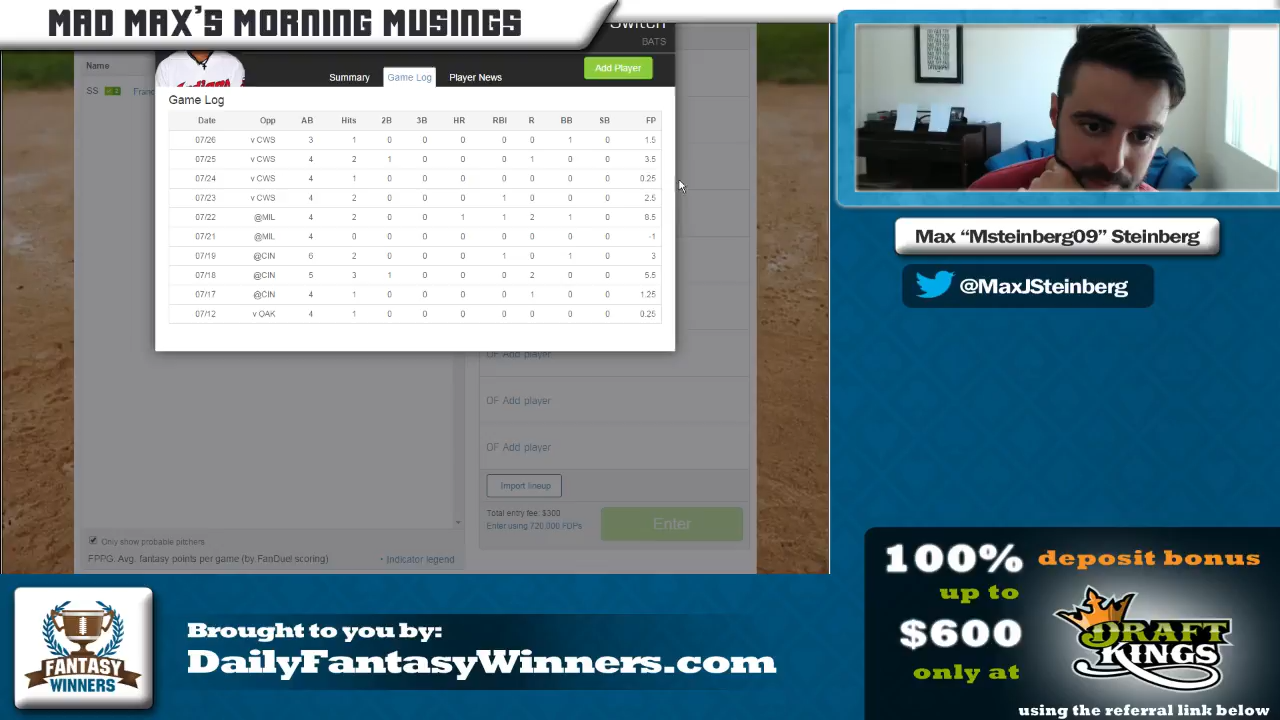 MAD MAX'S MORNING MUSINGS
Switch
BATS
Name
Summary Game Log Player News
Add Player
SS
Game Log
Date Opp AB Hits 2B 3B HR RBI R BB SB FP
07/26 v CWS 3 1 0 0 0 0 0 1 0 1.5
07/25 v CWS 4 2 1 0 0 0 1 0 0 3.5
07/24 v CWS 4 1 0 0 0 0 0 0 0 0.25
07/23 v CWS 4 2 0 0 0 1 0 0 0 2.5
07/22 @MIL 4 2 0 0 1 1 2 1 0 8.5
07/21 @MIL 4 0 0 0 0 0 0 0 0 -1
07/19 @CIN 6 2 0 0 0 1 0 1 0 3
07/18 @CIN 5 3 1 0 0 0 2 0 0 5.5
07/17 @CIN 4 1 0 0 0 0 1 0 0 1.25
07/12 v OAK 4 1 0 0 0 0 0 0 0 0.25
OF Add player
OF Add player
OF Add player
Import lineup
Total entry fee: $300
Enter using 720,000 FDPs
Enter
Only show probable pitchers
FPPG: Avg. fantasy points per game (by FanDuel scoring)
Indicator legend
Max “Msteinberg09” Steinberg
@MaxJSteinberg
FANTASY
WINNERS
Brought to you by:
DailyFantasyWinners.com
100% deposit bonus
up to
$600
only at
DRAFT
KINGS
using the referral link below